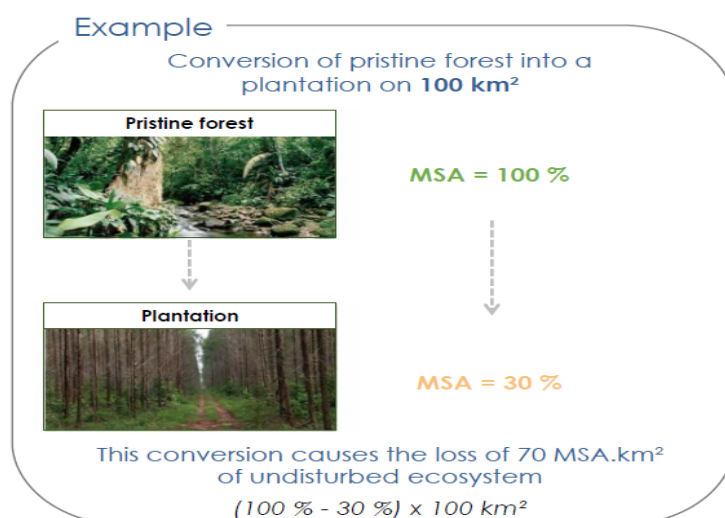 Example
Conversion of pristine forest into a
plantation on 100 km²
Pristine forest
MSA = 100 %
Plantation
MSA = 30 %
This conversion causes the loss of 70 MSA.km²
of undisturbed ecosystem
(100 % - 30 %) x 100 km²